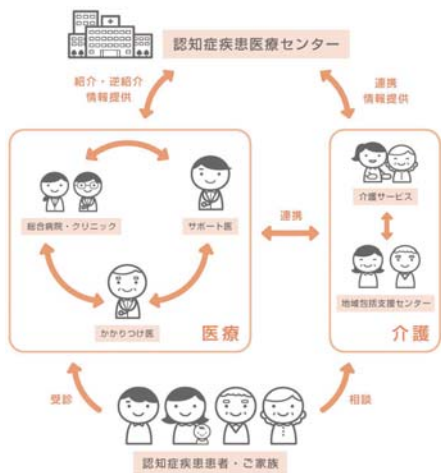 認知症疾患医療センター
紹介・逆紹介
情報提供
連携
情報提供
総合病院・クリニック
サポート医
かかりつけ医
医療
連携
介護サービス
地域包括支援センター
介護
受診
相談
認知症疾患患者・ご家族